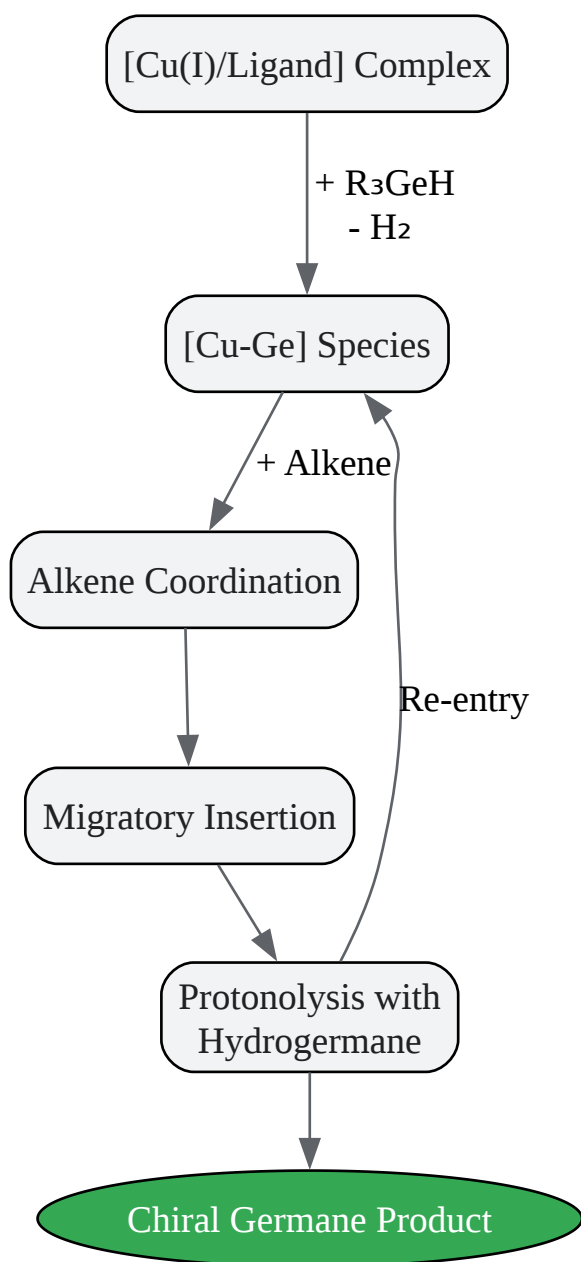 [Cu(I)/Ligand] Complex
+ R₃GeH
- H₂
[Cu-Ge] Species
+ Alkene
Alkene Coordination
Re-entry
Migratory Insertion
Protonolysis with
Hydrogermane
Chiral Germane Product